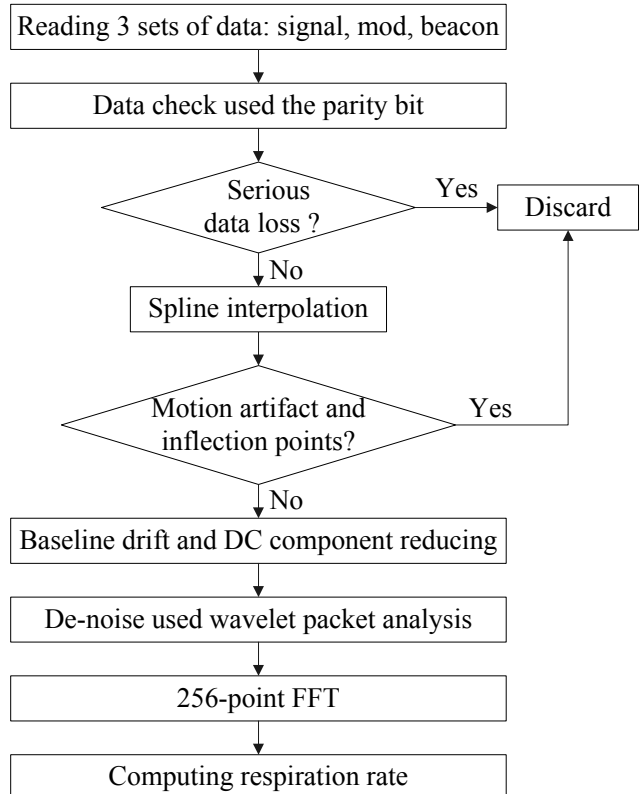 Reading 3 sets of data: signal, mod, beacon
Data check used the parity bit
Serious
data loss ?
Yes
Discard
No
Spline interpolation
Motion artifact and
inflection points?
Yes
No
Baseline drift and DC component reducing
De-noise used wavelet packet analysis
256-point FFT
Computing respiration rate